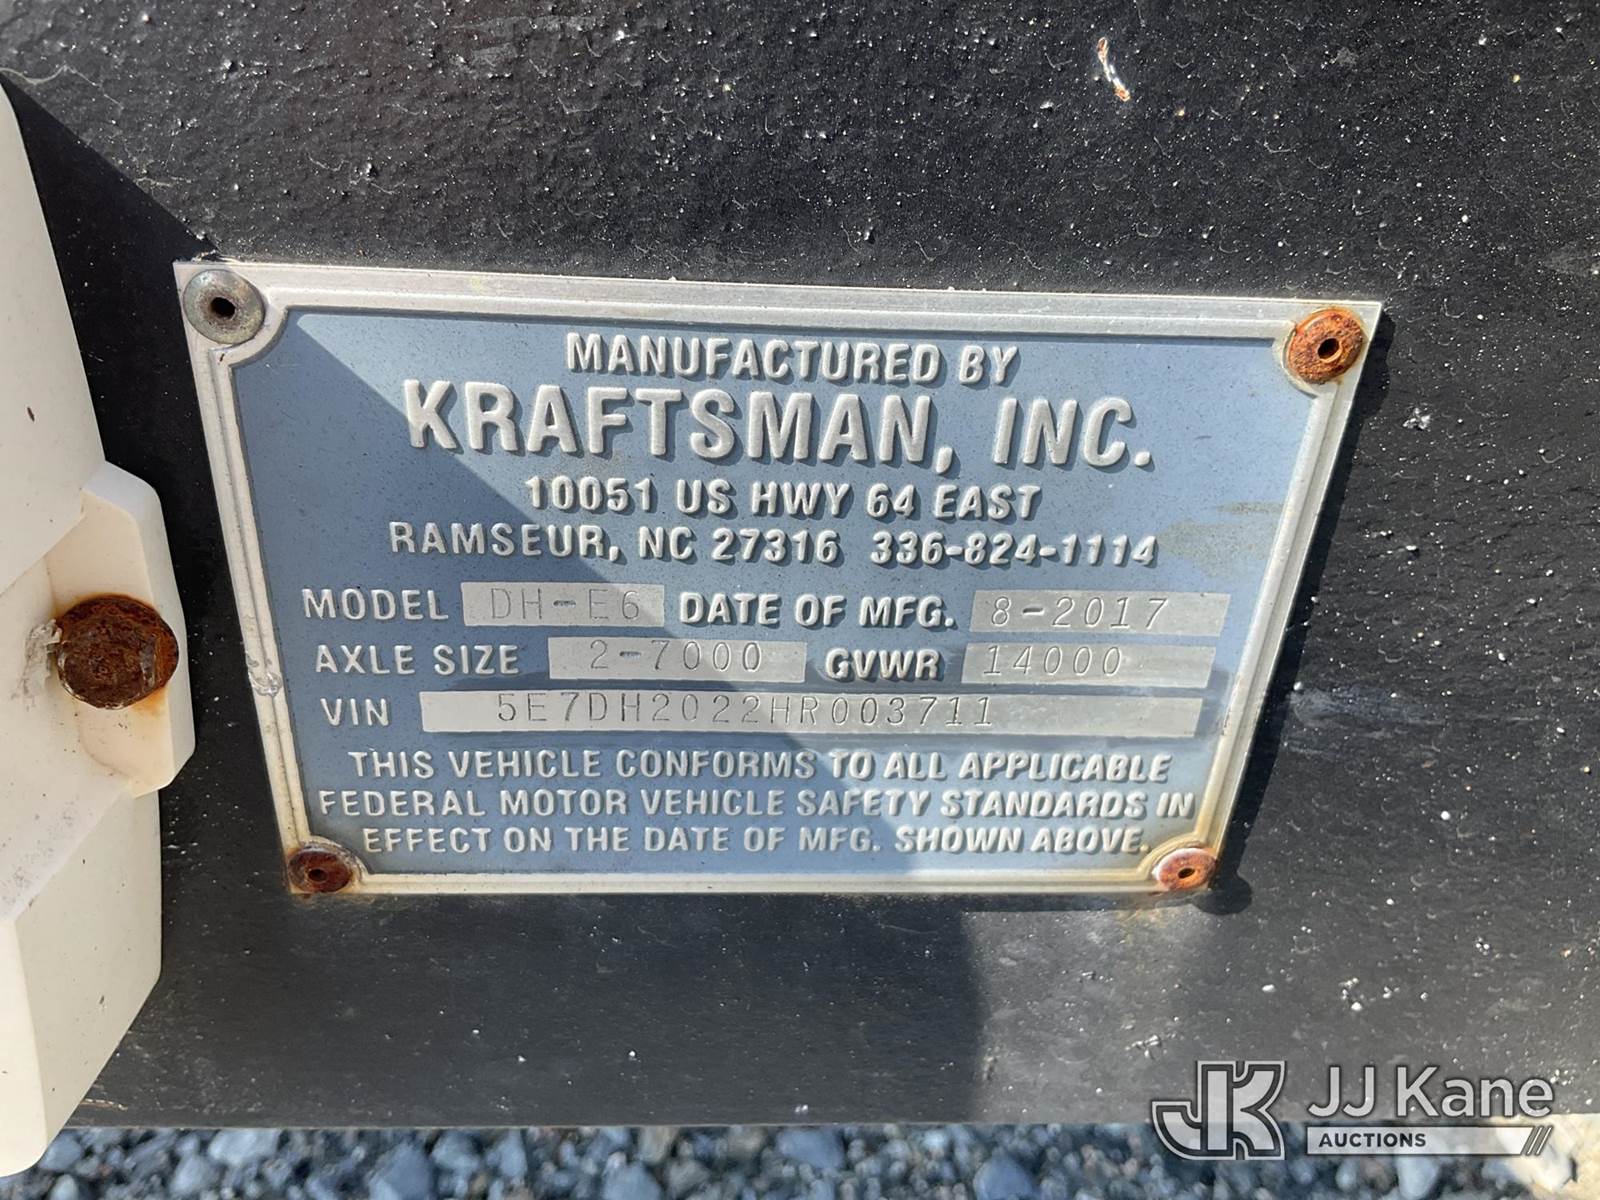 MANUFACTURED BY
KRAFTSMAN, INC.
10051 US HWY 64 EAST
RAMSEUR, NC 27316 336-824-1114
MODEL DH-E6 DATE OF MFG. 8-2017
AXLE SIZE 2-7000 GVWR 14000
VIN 5E7DH2022HR003711
THIS VEHICLE CONFORMS TO ALL APPLICABLE
FEDERAL MOTOR VEHICLE SAFETY STANDARDS IN
EFFECT ON THE DATE OF MFG. SHOWN ABOVE.
JK JJ Kane
AUCTIONS